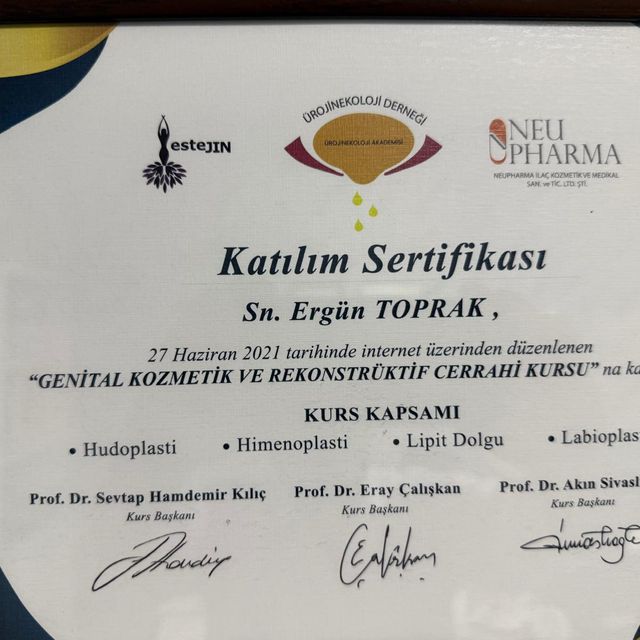 esteJIN
ÜROJİNEKOLOJİ DERNEĞİ
ÜROJİNEKOLOJİ AKADEMİSİ
NEU
PHARMA
NEUPHARMA İLAÇ KOZMETİK VE MEDİKAL
SAN. ve TİC. LTD. ŞTİ.
Katılım Sertifikası
Sn. Ergün TOPRAK ,
27 Haziran 2021 tarihinde internet üzerinden düzenlenen
“GENİTAL KOZMETİK VE REKONSTRÜKTİF CERRAHİ KURSU” na ka
KURS KAPSAMI
• Hudoplasti • Himenoplasti • Lipit Dolgu • Labioplas
Prof. Dr. Sevtap Hamdemir Kılıç Prof. Dr. Eray Çalışkan Prof. Dr. Akın Sivasl
Kurs Başkanı Kurs Başkanı Kurs Başkanı